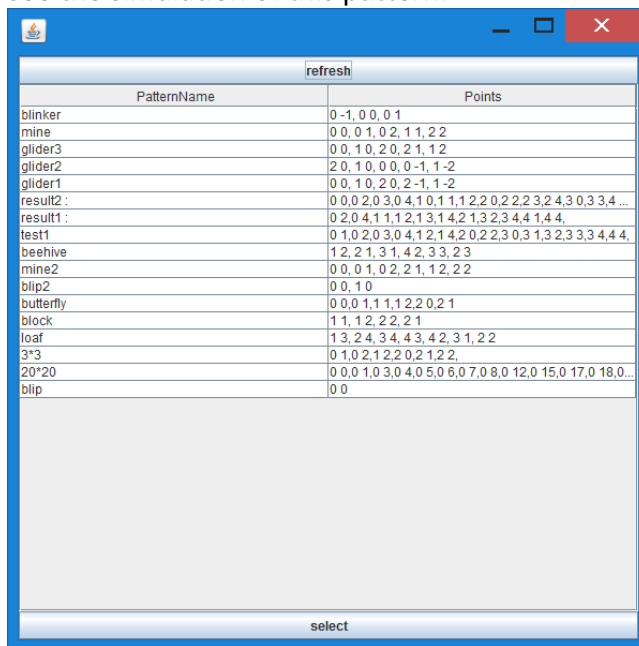 refresh
PatternName Points
blinker 0 -1, 0 0, 0 1
mine 0 0, 0 1, 0 2, 1 1, 2 2
glider3 0 0, 1 0, 2 0, 2 1, 1 2
glider2 2 0, 1 0, 0 0, 0 -1, 1 -2
glider1 0 0, 1 0, 2 0, 2 -1, 1 -2
result2 : 0 0,0 2,0 3,0 4,1 0,1 1,1 2,2 0,2 2,2 3,2 4,3 0,3 3,4 ...
result1 : 0 2,0 4,1 1,1 2,1 3,1 4,2 1,3 2,3 4,4 1,4 4,
test1 0 1,0 2,0 3,0 4,1 2,1 4,2 0,2 2,3 0,3 1,3 2,3 3,3 4,4 4,
beehive 1 2, 2 1, 3 1, 4 2, 3 3, 2 3
mine2 0 0, 0 1, 0 2, 2 1, 1 2, 2 2
blip2 0 0, 1 0
butterfly 0 0,0 1,1 1,1 2,2 0,2 1
block 1 1, 1 2, 2 2, 2 1
loaf 1 3, 2 4, 3 4, 4 3, 4 2, 3 1, 2 2
3*3 0 1,0 2,1 2,2 0,2 1,2 2,
20*20 0 0,0 1,0 3,0 4,0 5,0 6,0 7,0 8,0 12,0 15,0 17,0 18,0...
blip 0 0
select